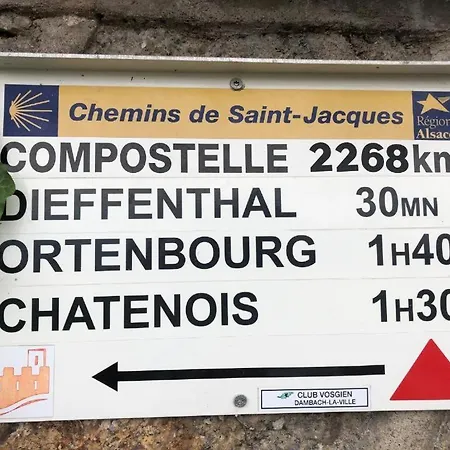 Chemins de Saint-Jacques
Région
Alsace
COMPOSTELLE 2268km
DIEFFENTHAL 30MN
ORTENBOURG 1H40
CHATENOIS 1H30
CLUB VOSGIEN
DAMBACH-LA-VILLE